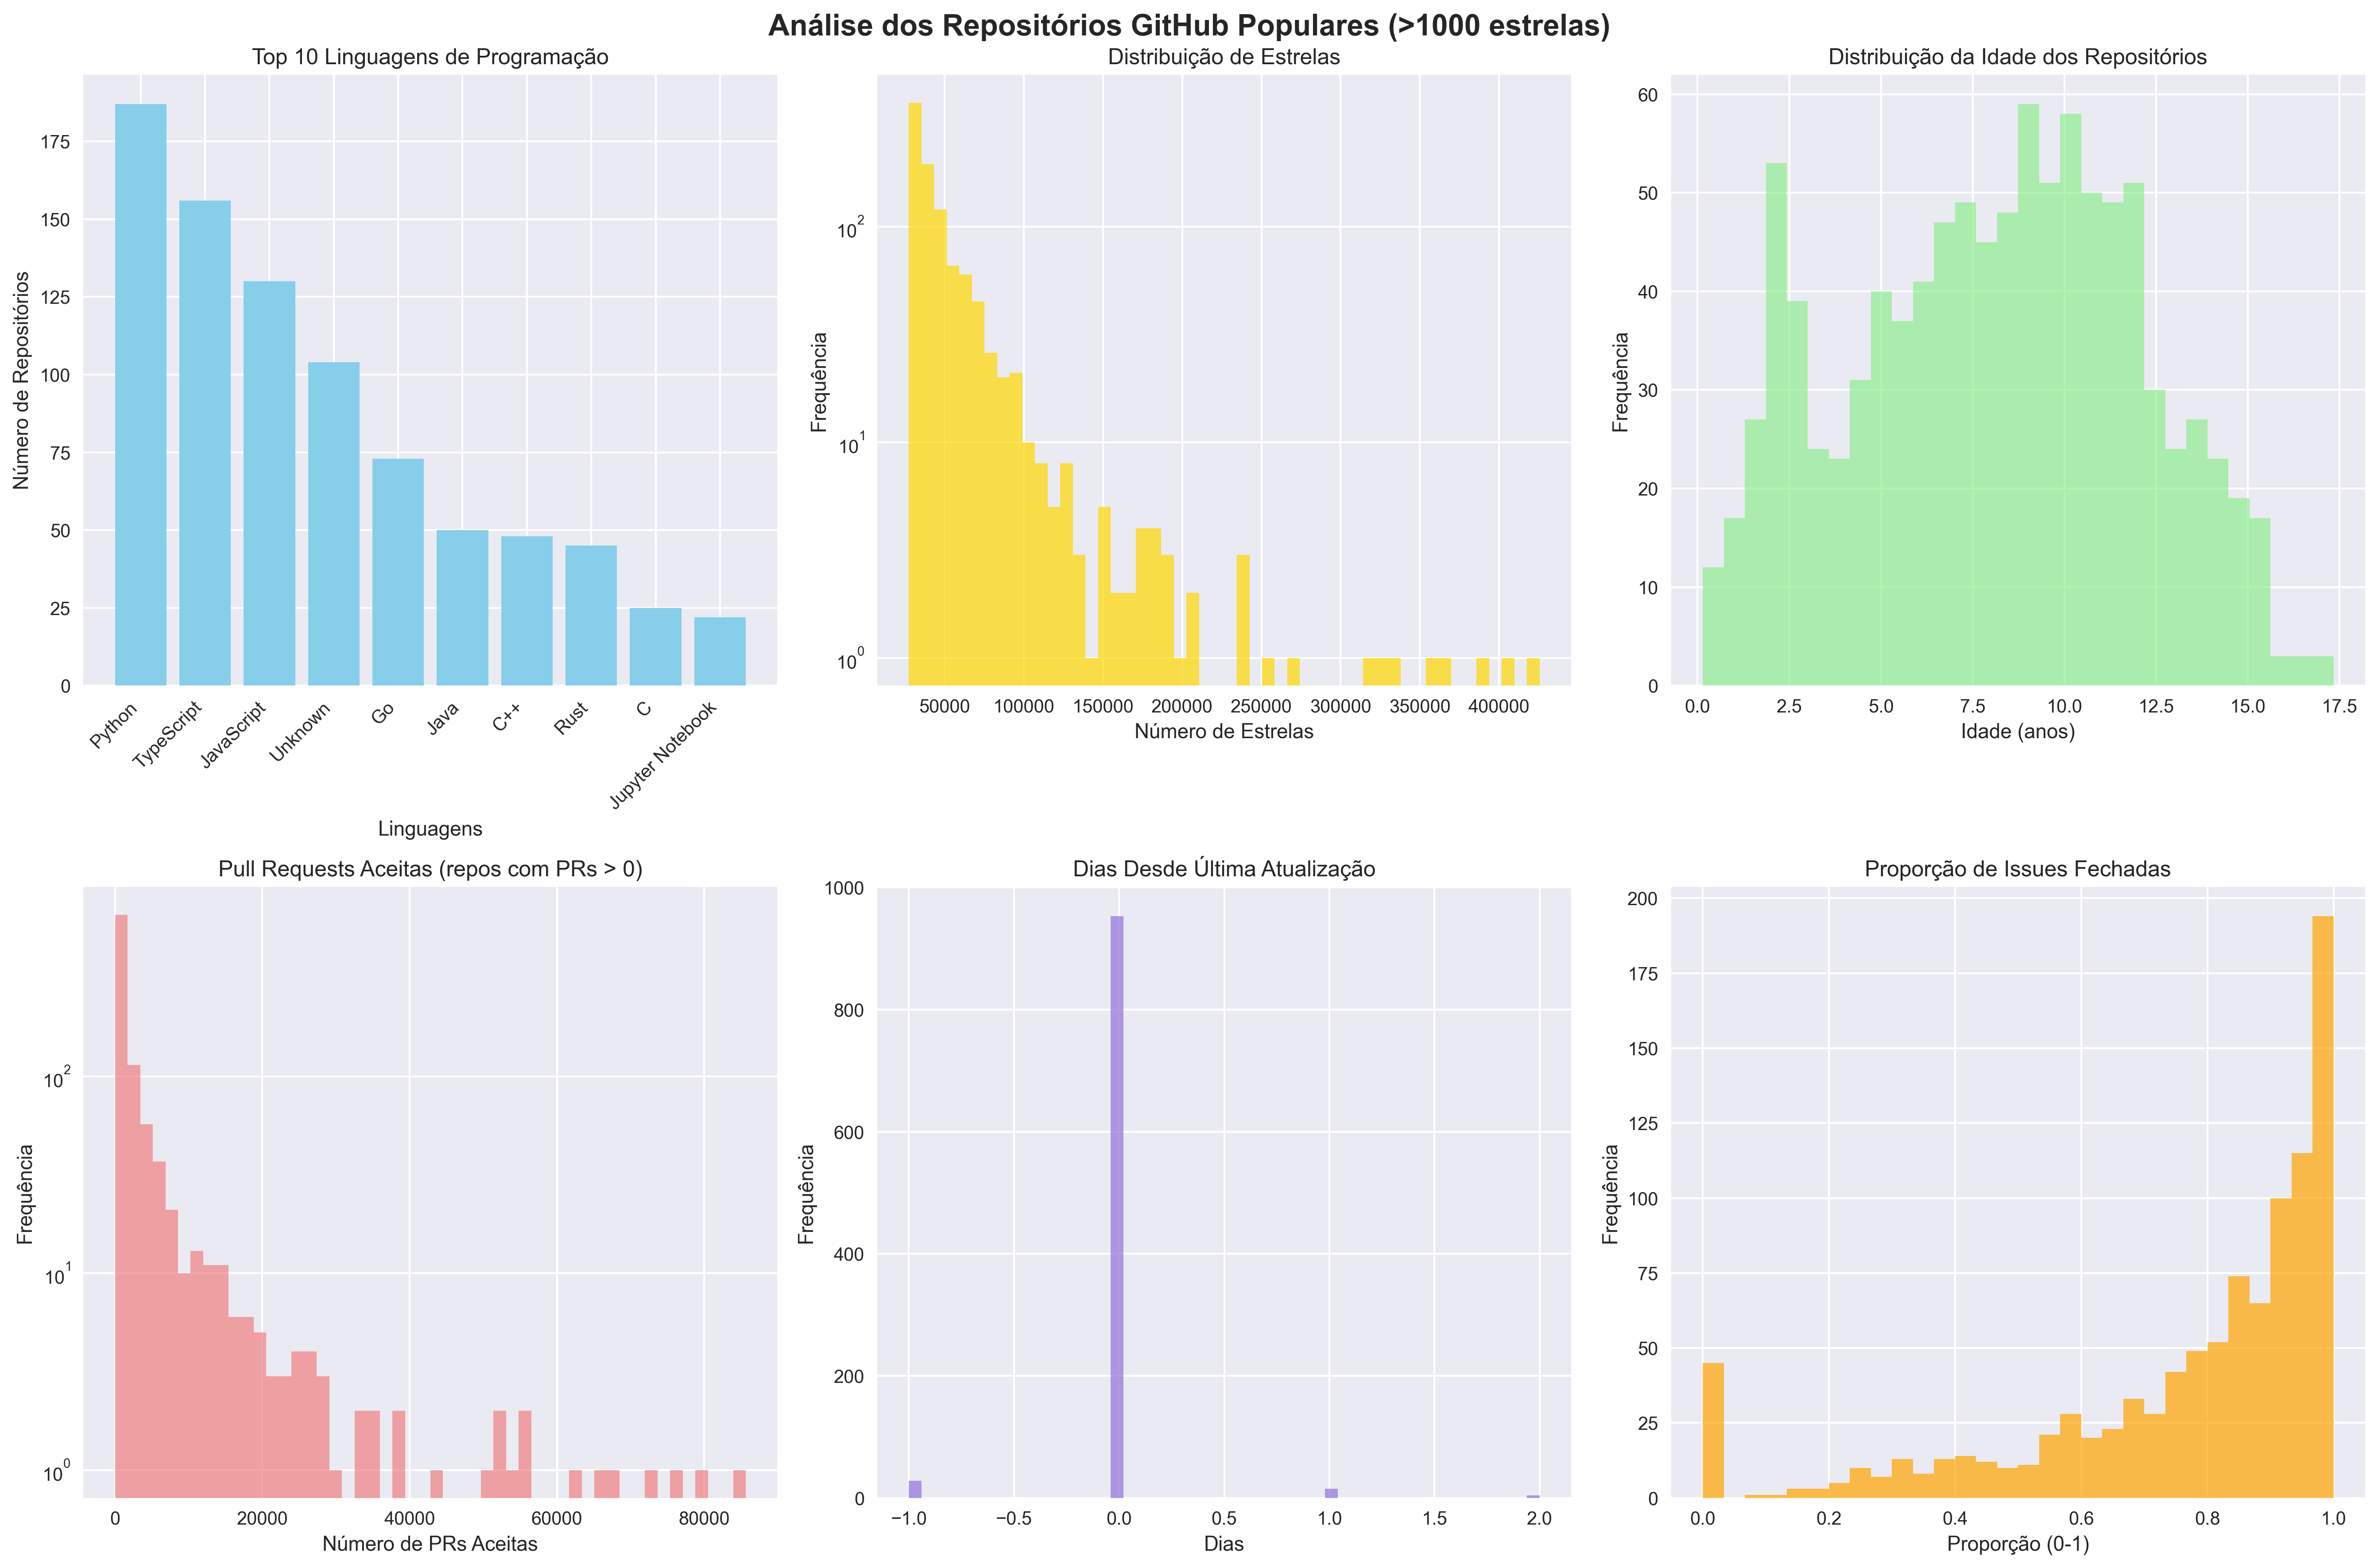 Análise dos Repositórios GitHub Populares (>1000 estrelas)
Top 10 Linguagens de Programação
Número de Repositórios
175
150
125
100
75
50
25
0
Python
TypeScript
JavaScript
Unknown
Go
Java
C++
Rust
C
Jupyter Notebook
Linguagens
Distribuição de Estrelas
Frequência
10^2
10^1
10^0
50000 100000 150000 200000 250000 300000 350000 400000
Número de Estrelas
Distribuição da Idade dos Repositórios
Frequência
60
50
40
30
20
10
0
0.0 2.5 5.0 7.5 10.0 12.5 15.0 17.5
Idade (anos)
Pull Requests Aceitas (repos com PRs > 0)
Frequência
10^2
10^1
10^0
0 20000 40000 60000 80000
Número de PRs Aceitas
Dias Desde Última Atualização
Frequência
1000
800
600
400
200
0
−1.0 −0.5 0.0 0.5 1.0 1.5 2.0
Dias
Proporção de Issues Fechadas
Frequência
200
175
150
125
100
75
50
25
0
0.0 0.2 0.4 0.6 0.8 1.0
Proporção (0-1)